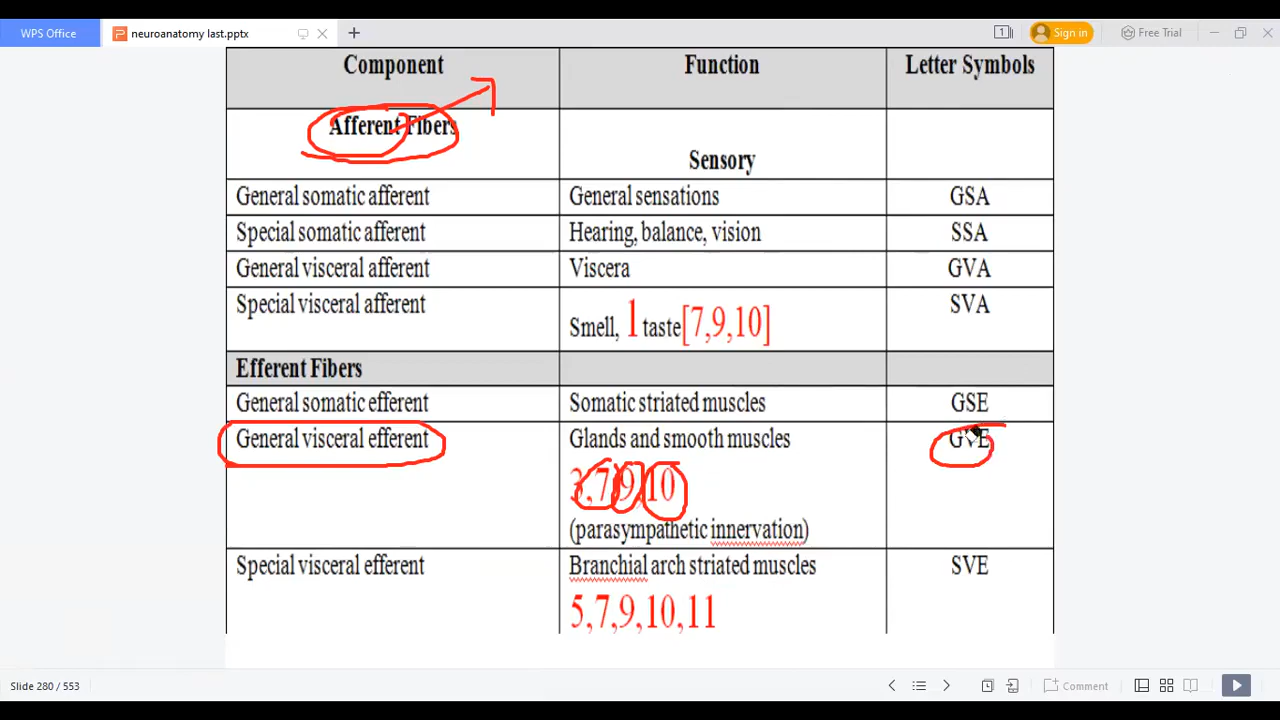 WPS Office
neuroanatomy last.pptx
1
Sign in
Free Trial
Component Function Letter Symbols
Afferent Fibers
Sensory
General somatic afferent General sensations GSA
Special somatic afferent Hearing, balance, vision SSA
General visceral afferent Viscera GVA
Special visceral afferent Smell, 1 taste[7,9,10] SVA
Efferent Fibers
General somatic efferent Somatic striated muscles GSE
General visceral efferent Glands and smooth muscles GVE
3,7,9,10
(parasympathetic innervation)
Special visceral efferent Branchial arch striated muscles SVE
5,7,9,10,11
Slide 280 / 553
Comment